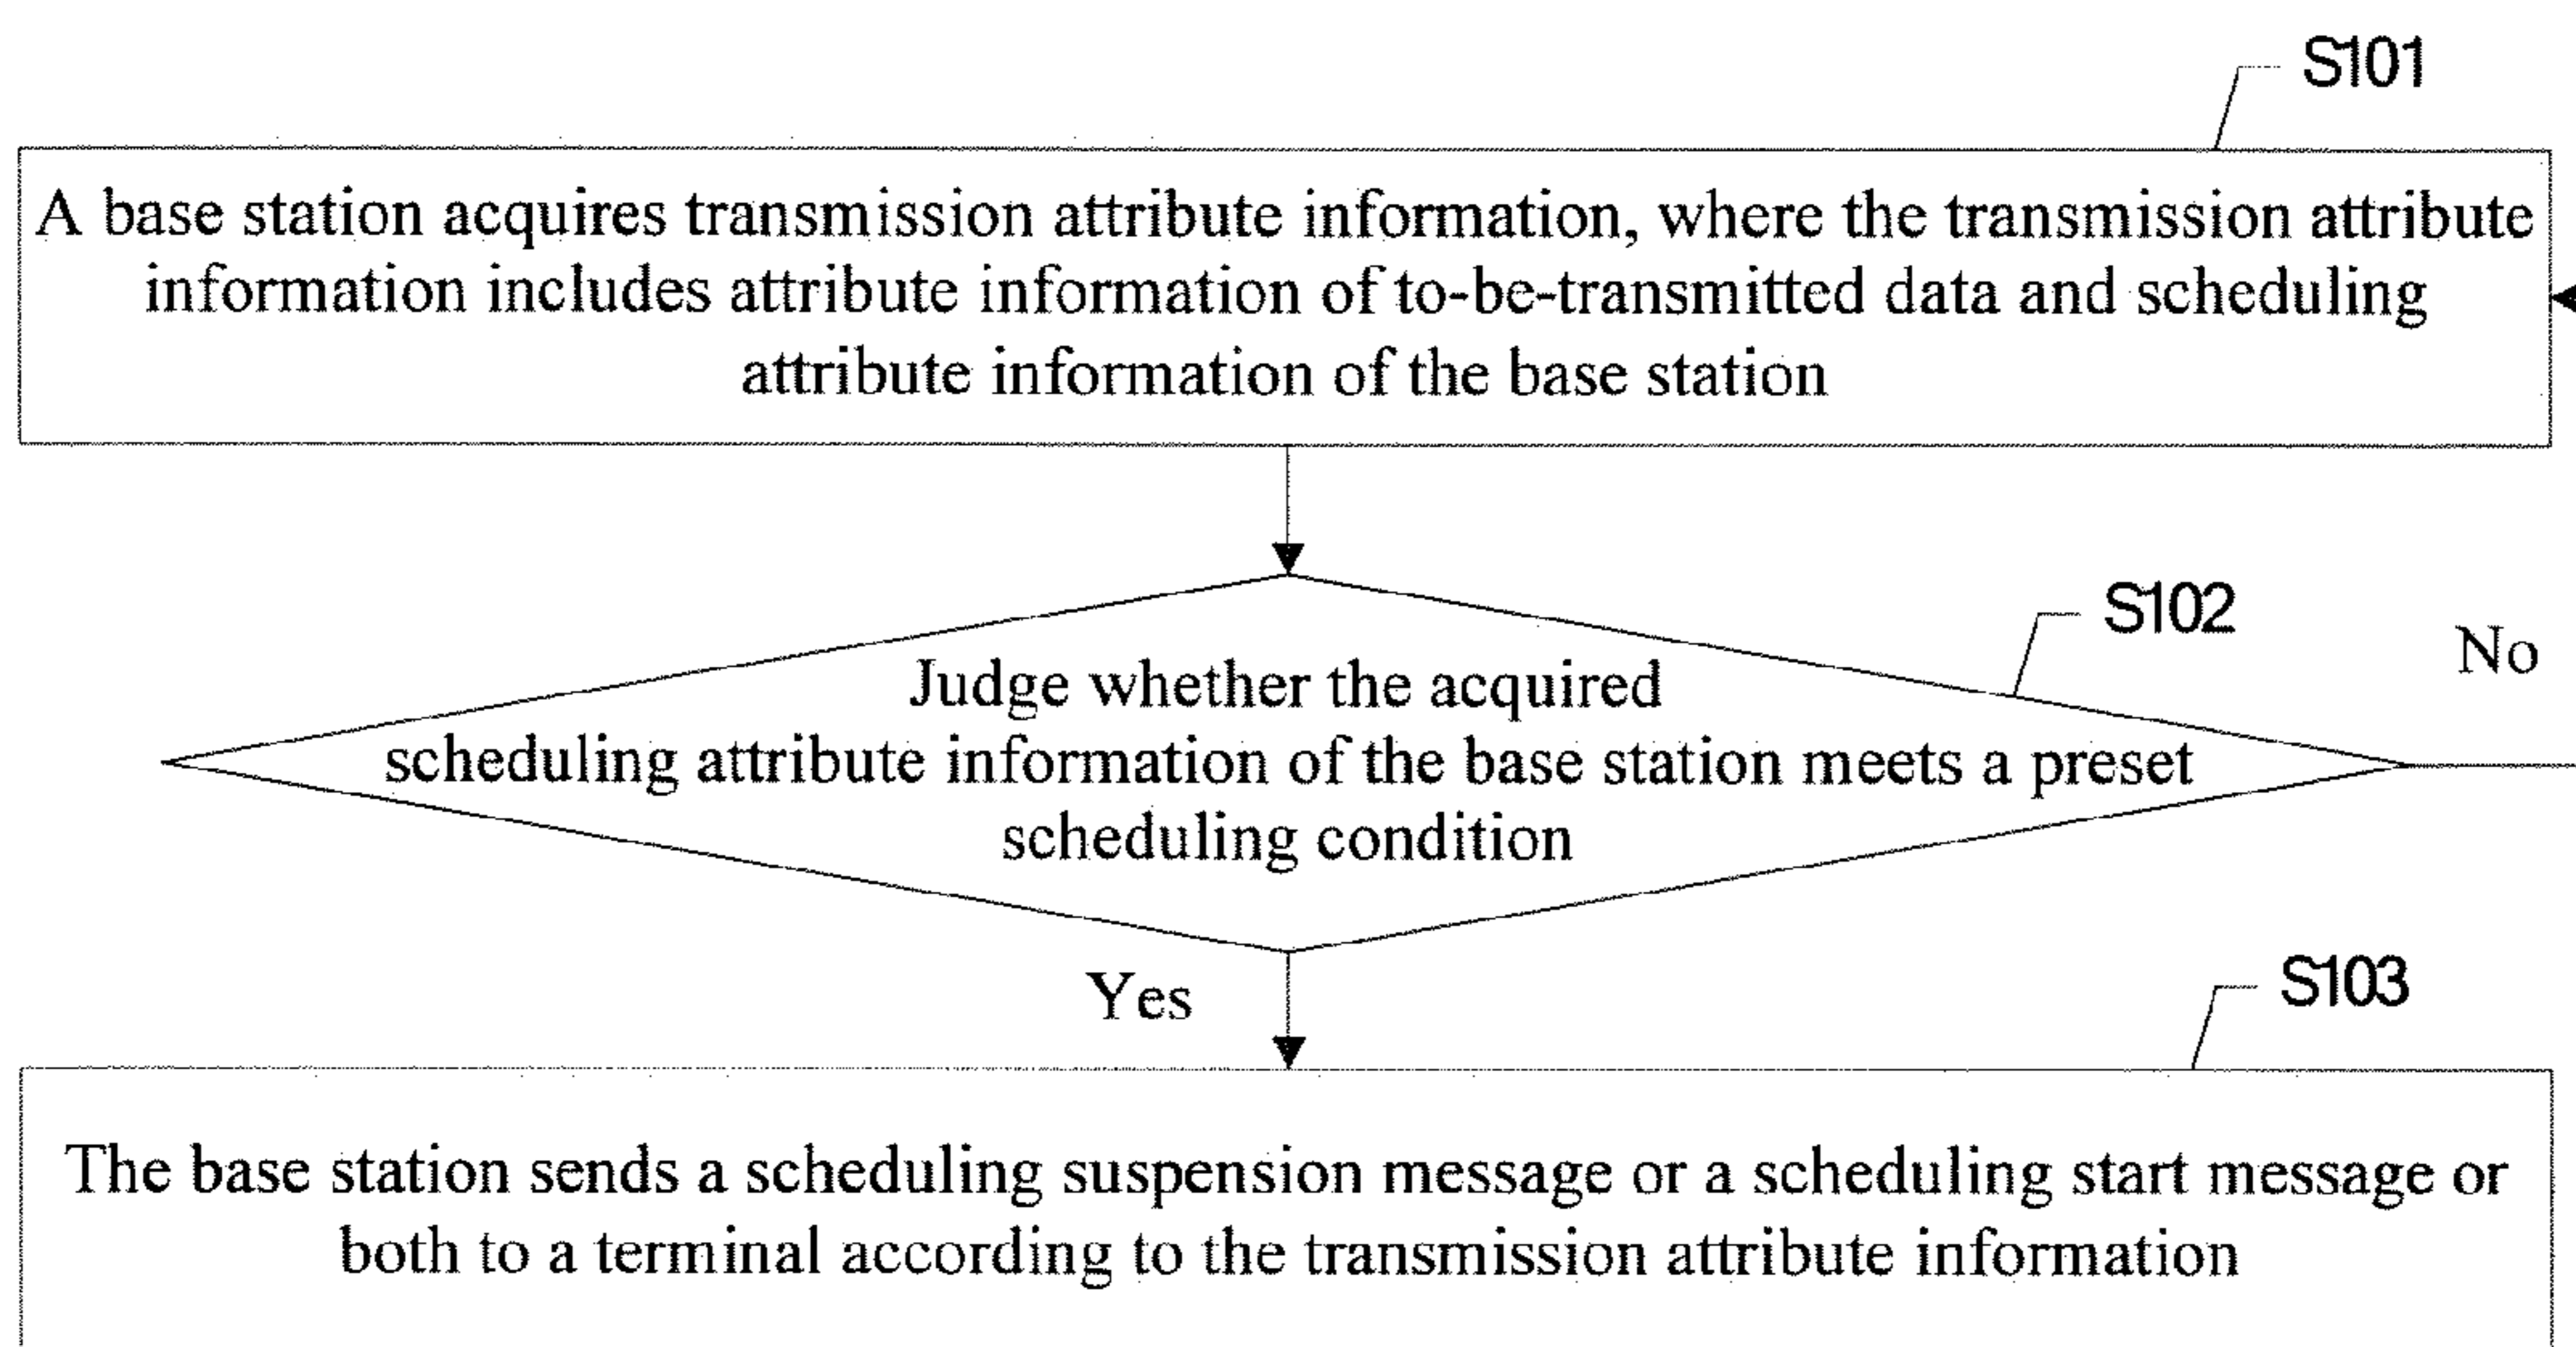 S101
A base station acquires transmission attribute information, where the transmission attribute
information includes attribute information of to-be-transmitted data and scheduling
attribute information of the base station
S102
No
Judge whether the acquired
scheduling attribute information of the base station meets a preset
scheduling condition
Yes
S103
The base station sends a scheduling suspension message or a scheduling start message or
both to a terminal according to the transmission attribute information